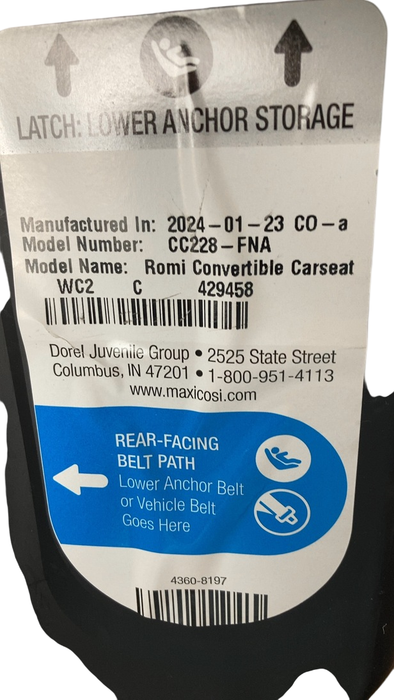 LATCH: LOWER ANCHOR STORAGE
Manufactured In: 2024-01-23 CO-a
Model Number: CC228-FNA
Model Name: Romi Convertible Carseat
WC2 C 429458
Dorel Juvenile Group • 2525 State Street
Columbus, IN 47201 • 1-800-951-4113
www.maxicosi.com
REAR-FACING
BELT PATH
Lower Anchor Belt
or Vehicle Belt
Goes Here
4360-8197